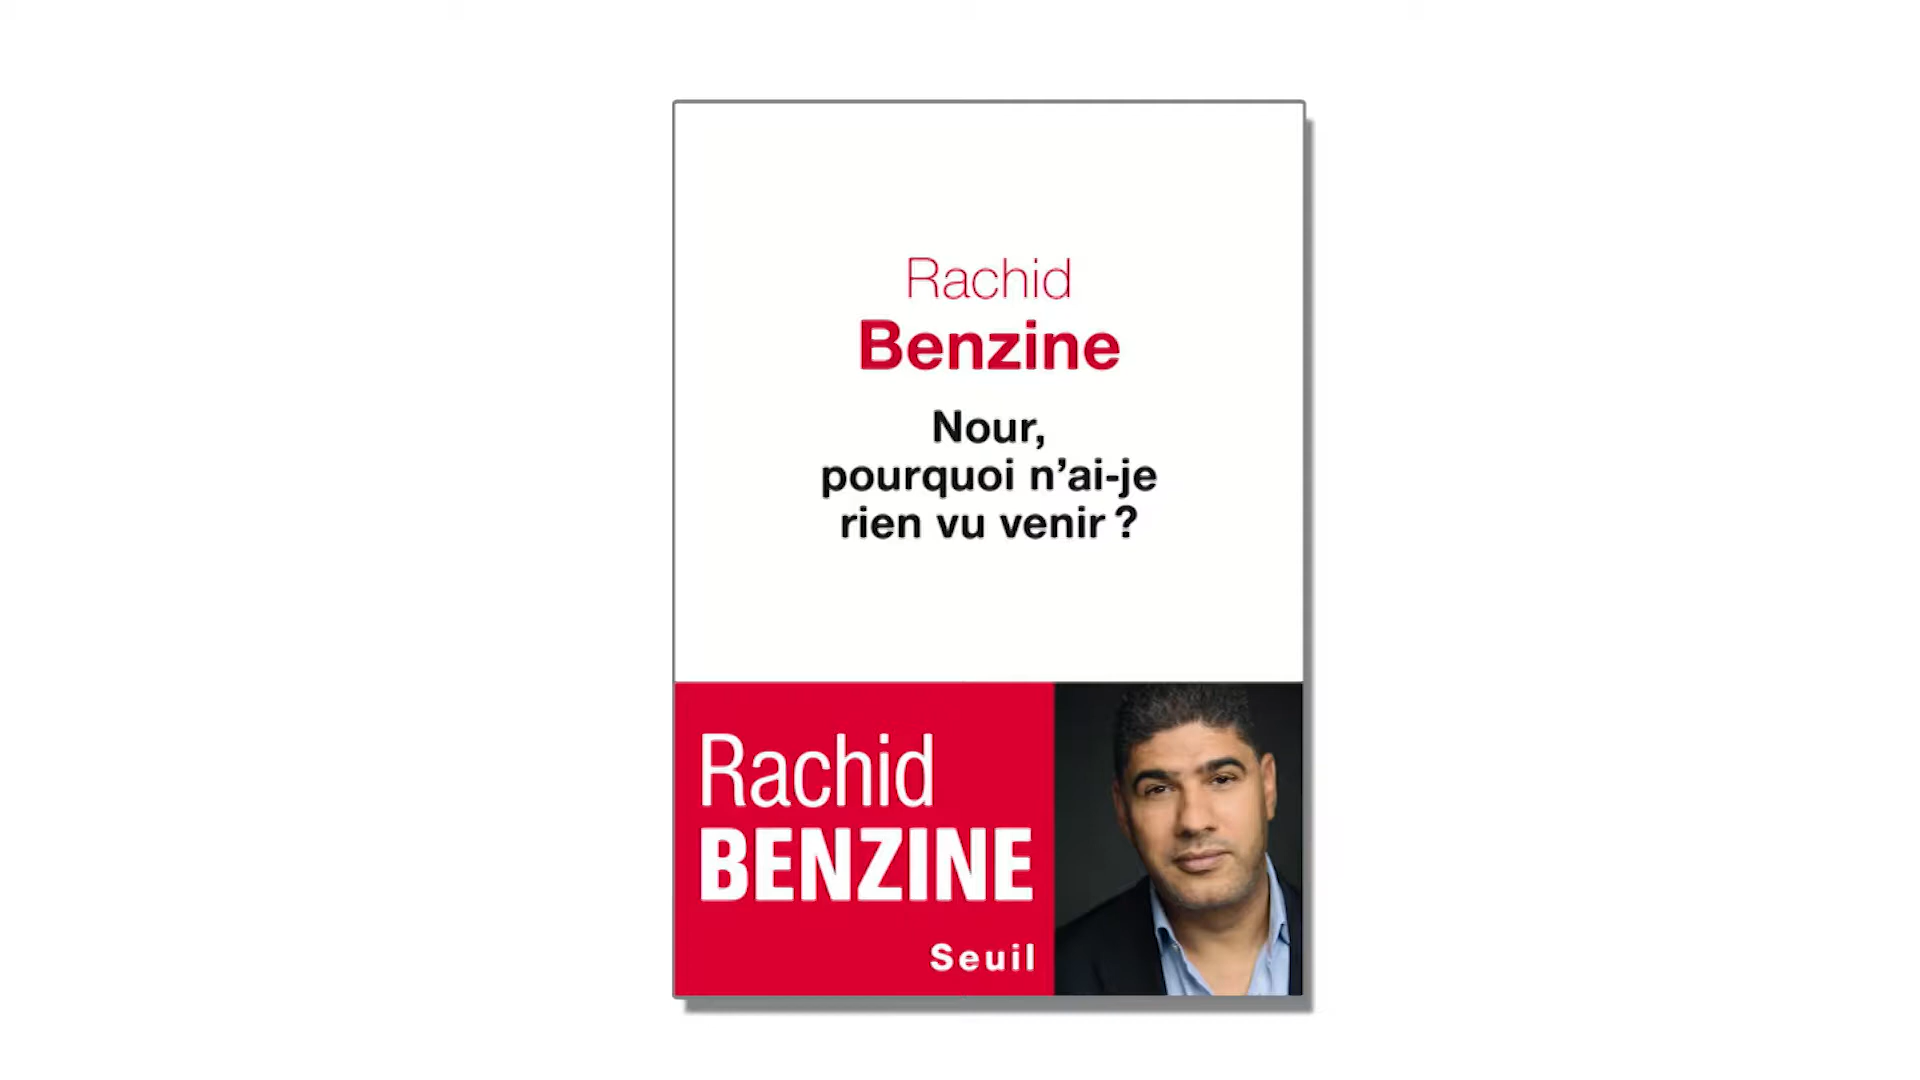 Rachid
Benzine
Nour,
pourquoi n’ai-je
rien vu venir ?
Rachid
BENZINE
Seuil